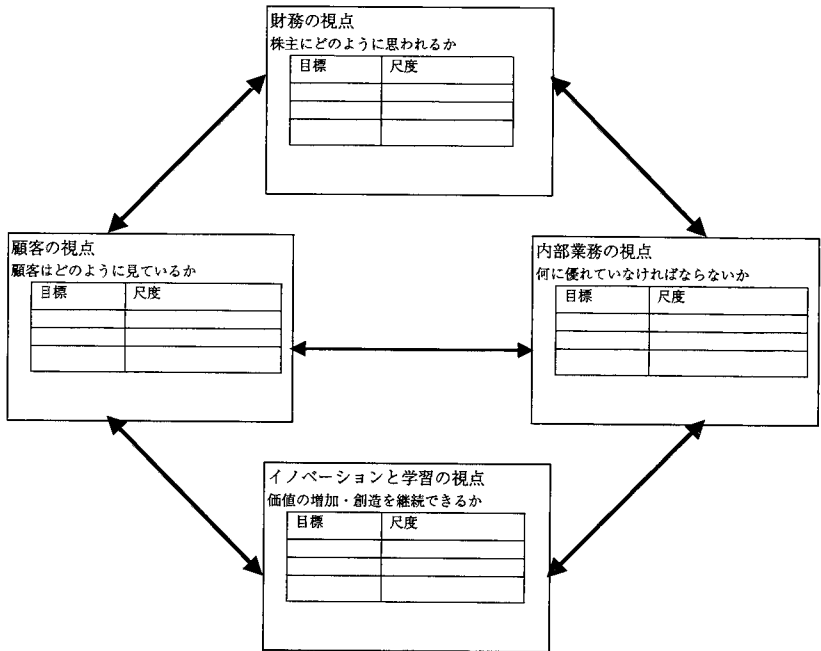 財務の視点
株主にどのように思われるか
目標 尺度
顧客の視点
顧客はどのように見ているか
目標 尺度
内部業務の視点
何に優れていなければならないか
目標 尺度
イノベーションと学習の視点
価値の増加・創造を継続できるか
目標 尺度